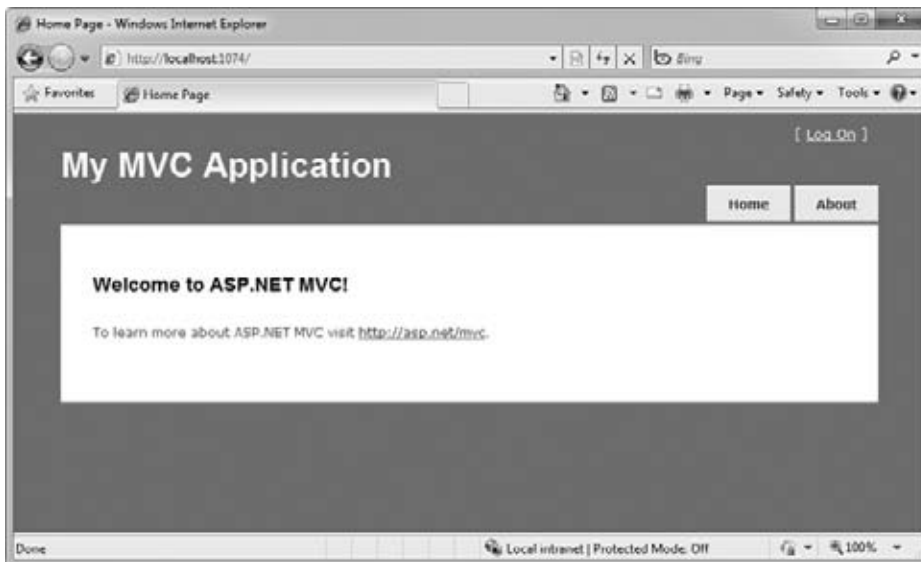 Home Page - Windows Internet Explorer
http://localhost:1074/
Bing
Favorites
Home Page
Page
Safety
Tools
[ Log On ]
My MVC Application
Home
About
Welcome to ASP.NET MVC!
To learn more about ASP.NET MVC visit http://asp.net/mvc.
Done
Local intranet | Protected Mode: Off
100%